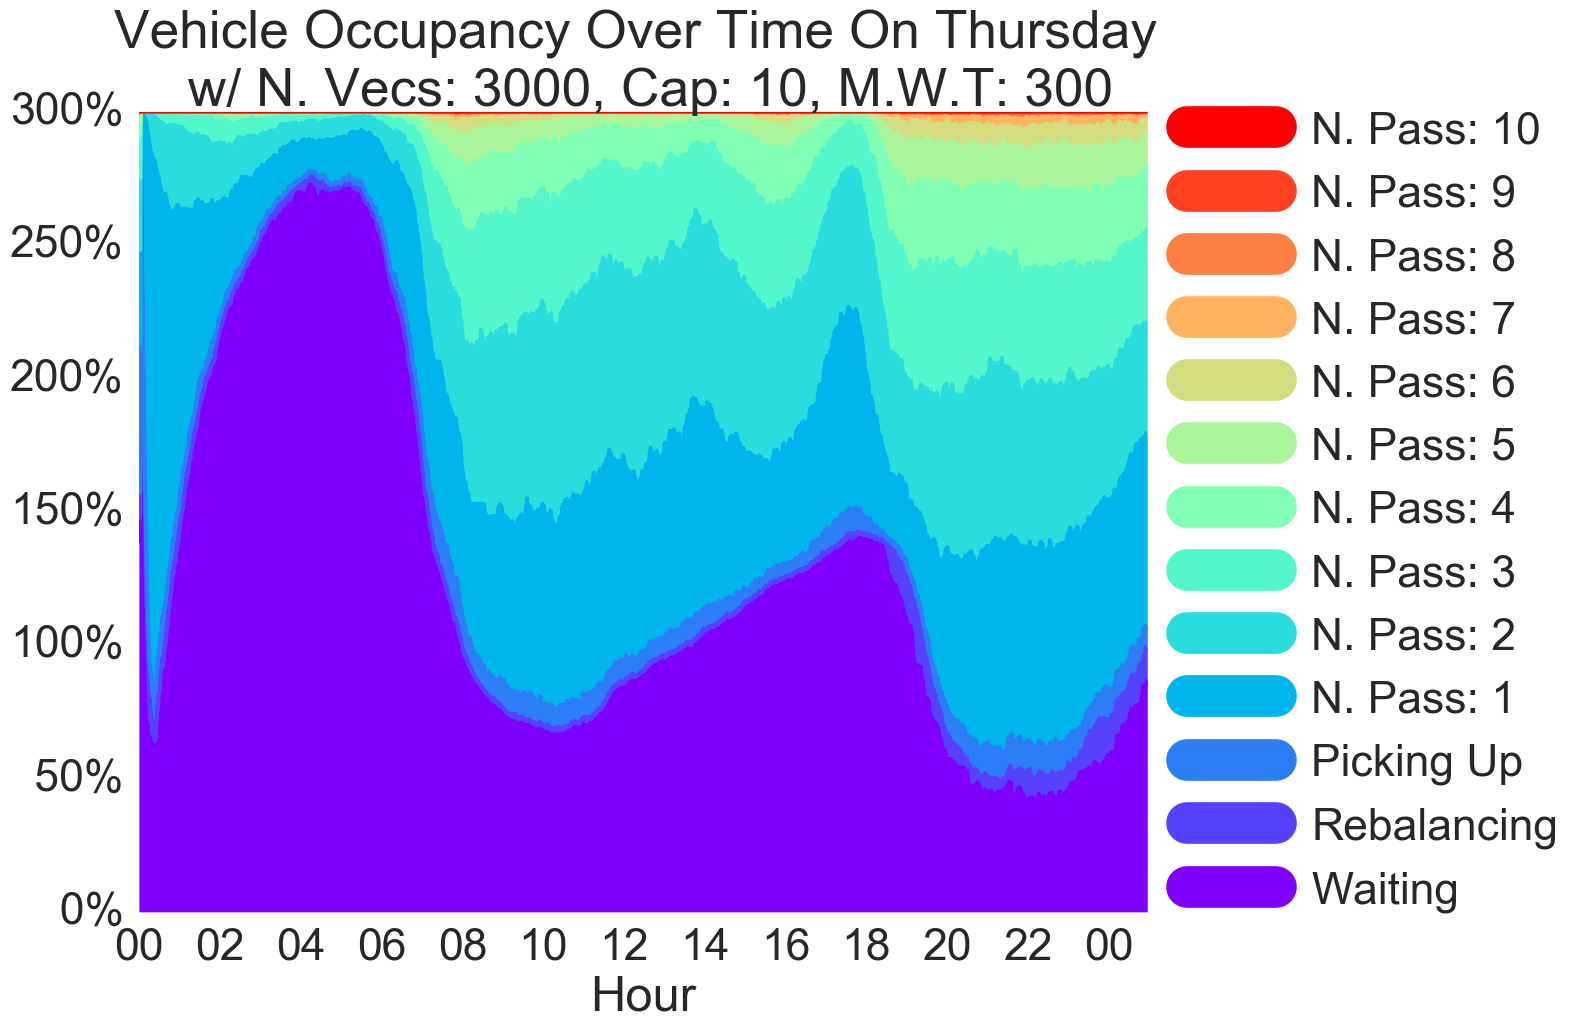 Vehicle Occupancy Over Time On Thursday
w/ N. Vecs: 3000, Cap: 10, M.W.T: 300
300%
250%
200%
150%
100%
50%
0%
00 02 04 06 08 10 12 14 16 18 20 22 00
Hour
N. Pass: 10
N. Pass: 9
N. Pass: 8
N. Pass: 7
N. Pass: 6
N. Pass: 5
N. Pass: 4
N. Pass: 3
N. Pass: 2
N. Pass: 1
Picking Up
Rebalancing
Waiting